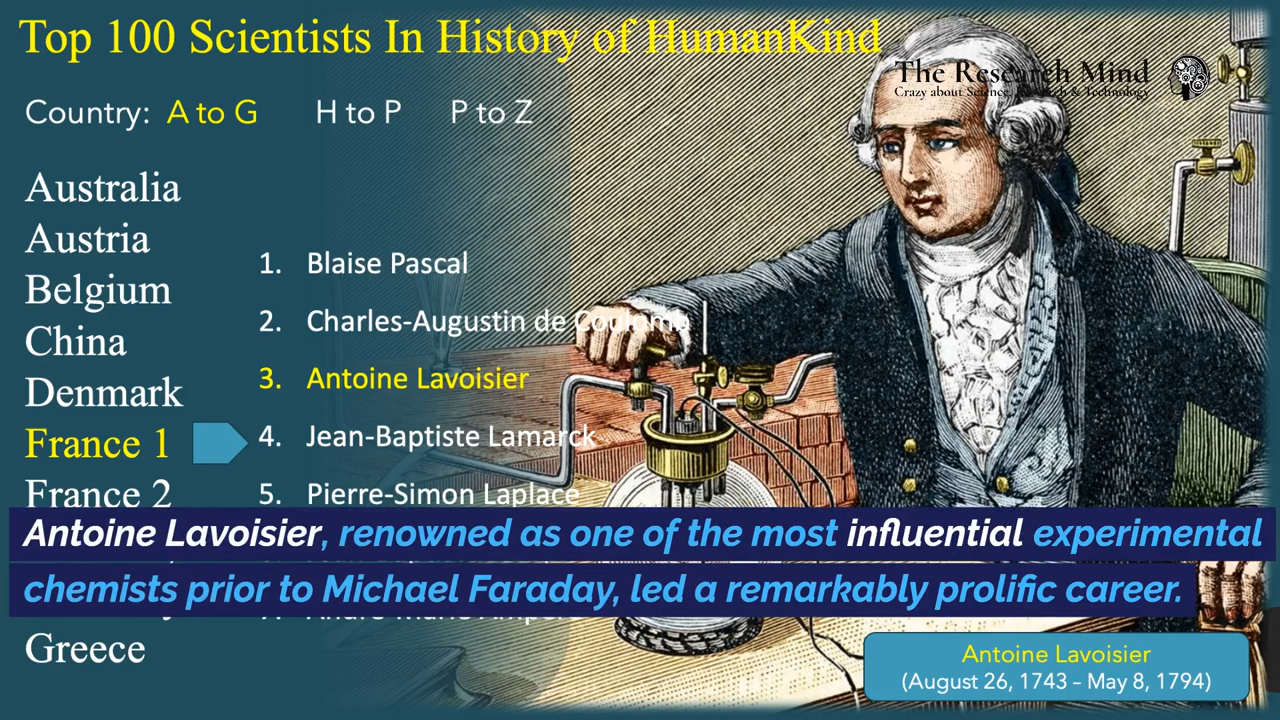 Top 100 Scientists In History of HumanKind
The Research Mind
Crazy about Science, Research & Technology
Country: A to G H to P P to Z
Australia
Austria
Belgium
China
Denmark
France 1
France 2
Greece
1. Blaise Pascal
2. Charles-Augustin de Coulomb
3. Antoine Lavoisier
4. Jean-Baptiste Lamarck
5. Pierre-Simon Laplace
Antoine Lavoisier, renowned as one of the most influential experimental
chemists prior to Michael Faraday, led a remarkably prolific career.
Antoine Lavoisier
(August 26, 1743 – May 8, 1794)